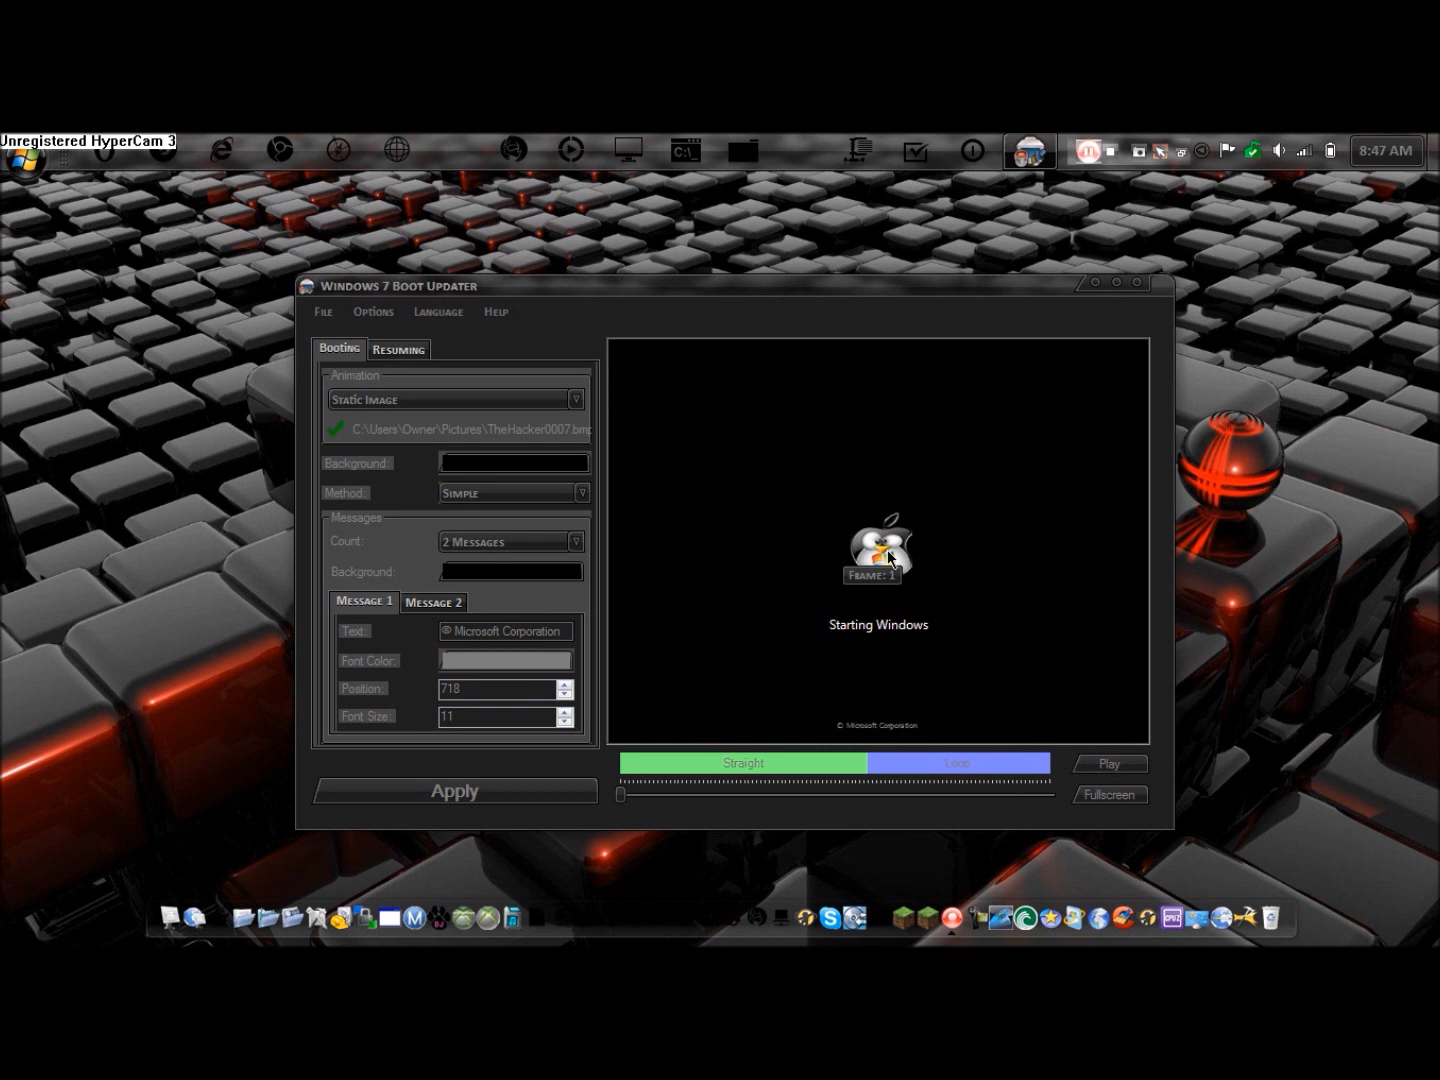 Unregistered HyperCam 3
C:\_
8:47 AM
Windows 7 Boot Updater
File Options Language Help
Booting Resuming
Animation
Static Image
C:\Users\Owner\Pictures\TheHacker0007.bmp
Background:
Method: Simple
Messages
Count: 2 Messages
Background:
Message 1 Message 2
Text: © Microsoft Corporation
Font Color:
Position: 718
Font Size: 11
Apply
Frame: 1
Starting Windows
© Microsoft Corporation
Straight Loop
Play
Fullscreen